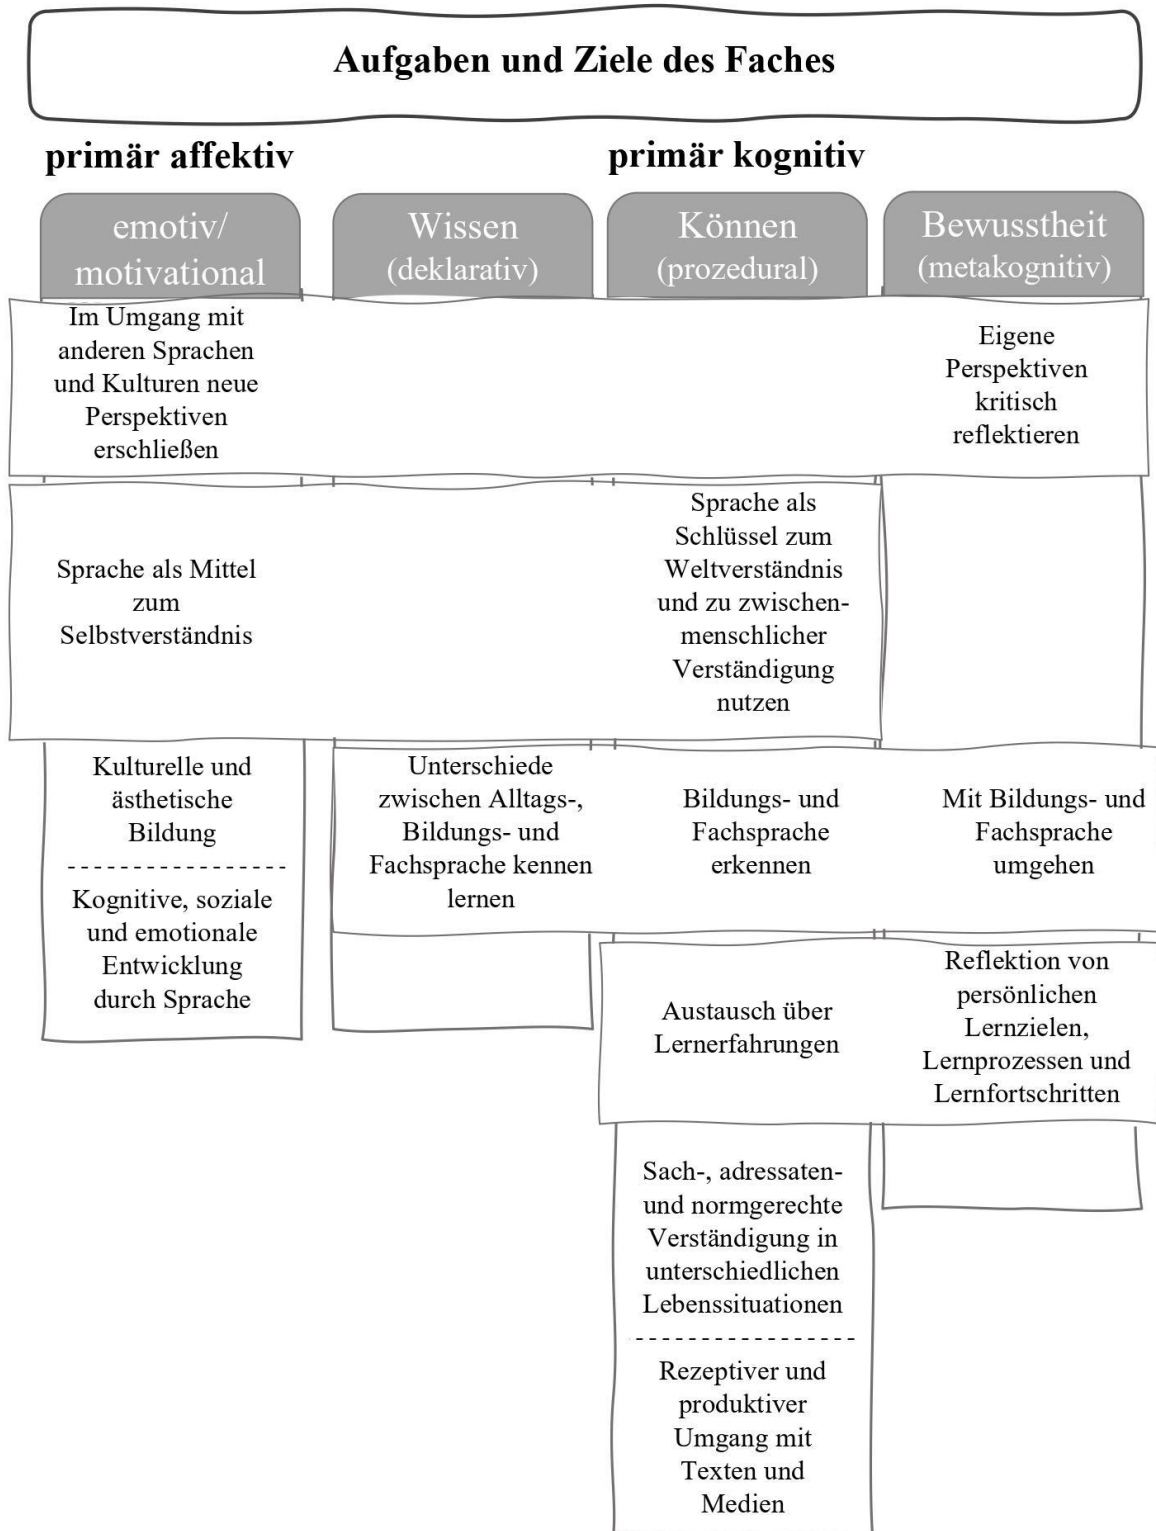 Aufgaben und Ziele des Faches
primär affektiv
primär kognitiv
emotiv/
motivational
Wissen
(deklarativ)
Können
(prozedural)
Bewusstheit
(metakognitiv)
Im Umgang mit
anderen Sprachen
und Kulturen neue
Perspektiven
erschließen
Eigene
Perspektiven
kritisch
reflektieren
Sprache als Mittel
zum
Selbstverständnis
Sprache als
Schlüssel zum
Weltverständnis
und zu zwischen-
menschlicher
Verständigung
nutzen
Kulturelle und
ästhetische
Bildung
Kognitive, soziale
und emotionale
Entwicklung
durch Sprache
Unterschiede
zwischen Alltags-,
Bildungs- und
Fachsprache kennen
lernen
Bildungs- und
Fachsprache
erkennen
Mit Bildungs- und
Fachsprache
umgehen
Austausch über
Lernerfahrungen
Reflektion von
persönlichen
Lernzielen,
Lernprozessen und
Lernfortschritten
Sach-, adressaten-
und normgerechte
Verständigung in
unterschiedlichen
Lebenssituationen
Rezeptiver und
produktiver
Umgang mit
Texten und
Medien